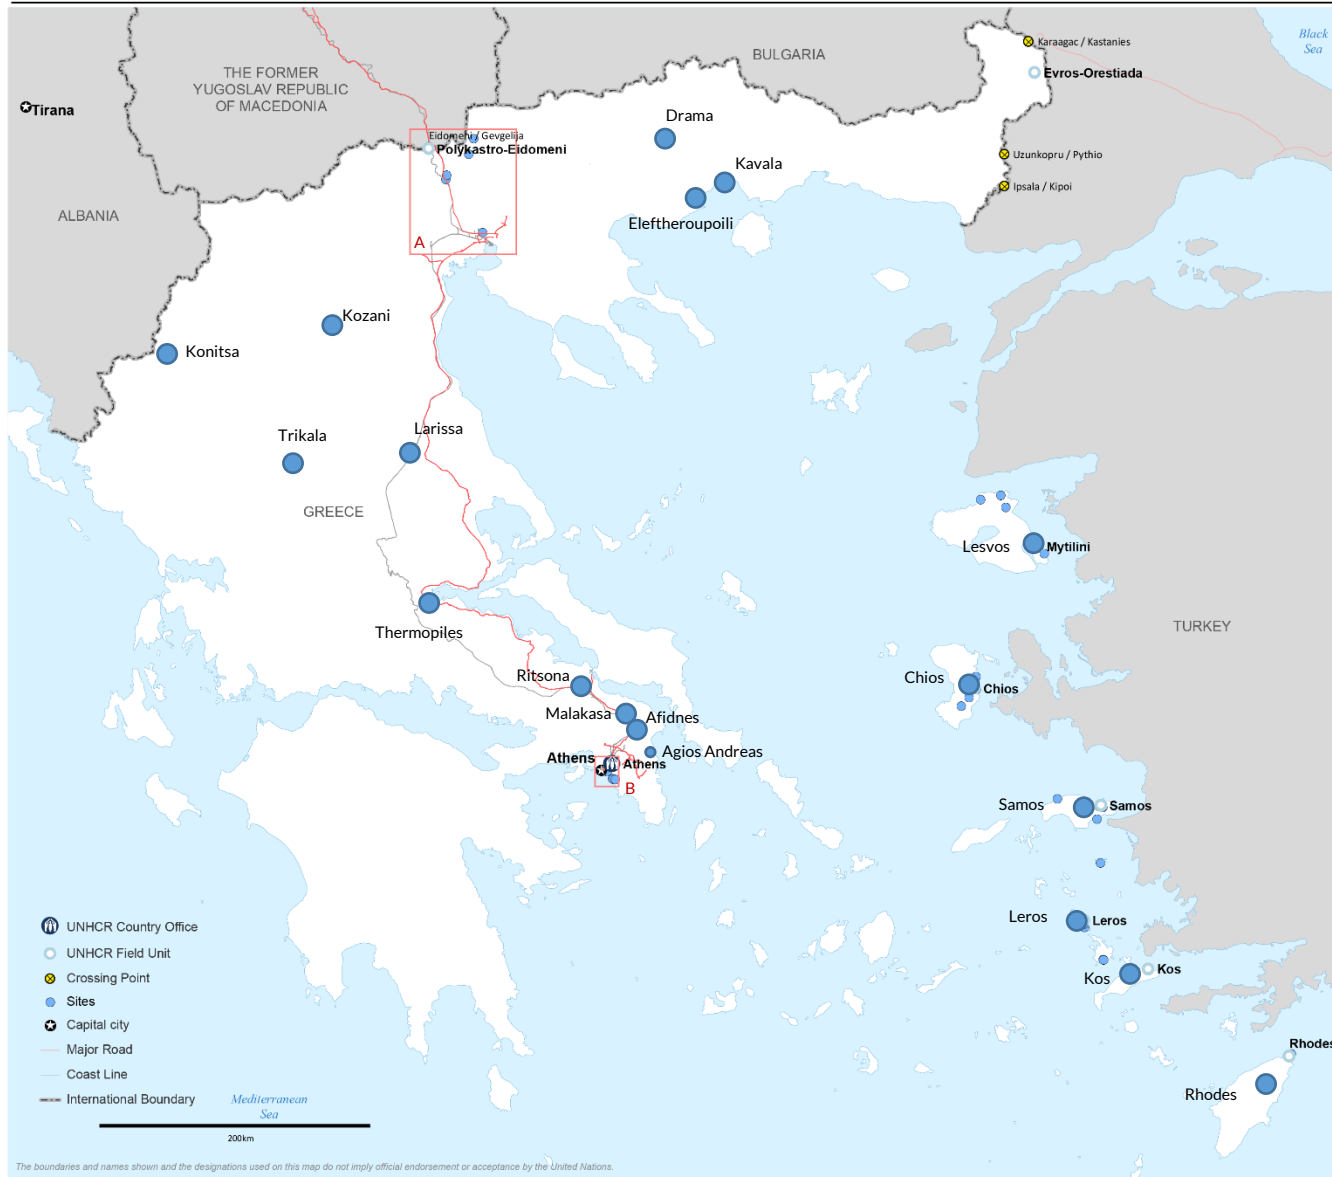 Black
Sea
Karaagac / Kastanies
BULGARIA
THE FORMER
YUGOSLAV REPUBLIC
OF MACEDONIA
Evros-Orestiada
Tirana
Drama
Eidomeni / Gevgelija
Polykastro-Eidomeni
Uzunkopru / Pythio
Kavala
Ipsala / Kipoi
ALBANIA
Eleftheroupoili
A
Kozani
Konitsa
Larissa
Trikala
GREECE
Lesvos
Mytilini
TURKEY
Thermopiles
Ritsona
Chios
Chios
Malakasa
Afidnes
Agios Andreas
Athens
Athens
B
Samos
Samos
Leros
Leros
UNHCR Country Office
UNHCR Field Unit
Kos
Kos
Crossing Point
Sites
Capital city
Rhodes
Major Road
Coast Line
Rhodes
International Boundary
Mediterranean
Sea
200km
The boundaries and names shown and the designations used on this map do not imply official endorsement or acceptance by the United Nations.